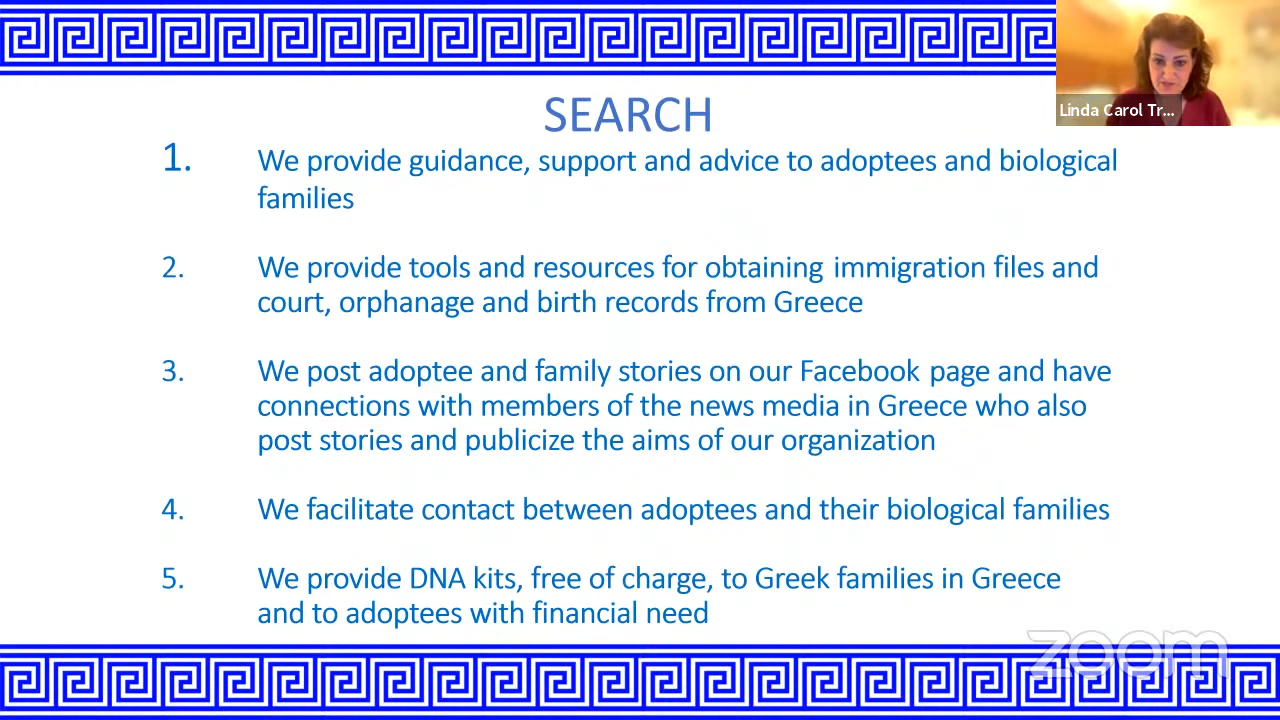 Linda Carol Tr...
SEARCH
1. We provide guidance, support and advice to adoptees and biological
families
2. We provide tools and resources for obtaining immigration files and
court, orphanage and birth records from Greece
3. We post adoptee and family stories on our Facebook page and have
connections with members of the news media in Greece who also
post stories and publicize the aims of our organization
4. We facilitate contact between adoptees and their biological families
5. We provide DNA kits, free of charge, to Greek families in Greece
and to adoptees with financial need
zoom